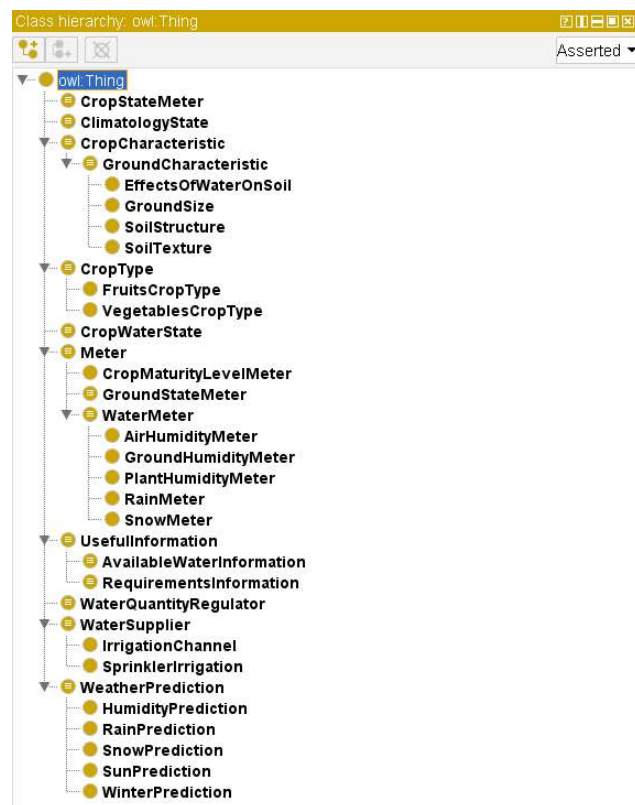 Class hierarchy: owl:Thing
Asserted
owl:Thing
CropStateMeter
ClimatologyState
CropCharacteristic
GroundCharacteristic
EffectsOfWaterOnSoil
GroundSize
SoilStructure
SoilTexture
CropType
FruitsCropType
VegetablesCropType
CropWaterState
Meter
CropMaturityLevelMeter
GroundStateMeter
WaterMeter
AirHumidityMeter
GroundHumidityMeter
PlantHumidityMeter
RainMeter
SnowMeter
UsefulInformation
AvailableWaterInformation
RequirementsInformation
WaterQuantityRegulator
WaterSupplier
IrrigationChannel
SprinklerIrrigation
WeatherPrediction
HumidityPrediction
RainPrediction
SnowPrediction
SunPrediction
WinterPrediction